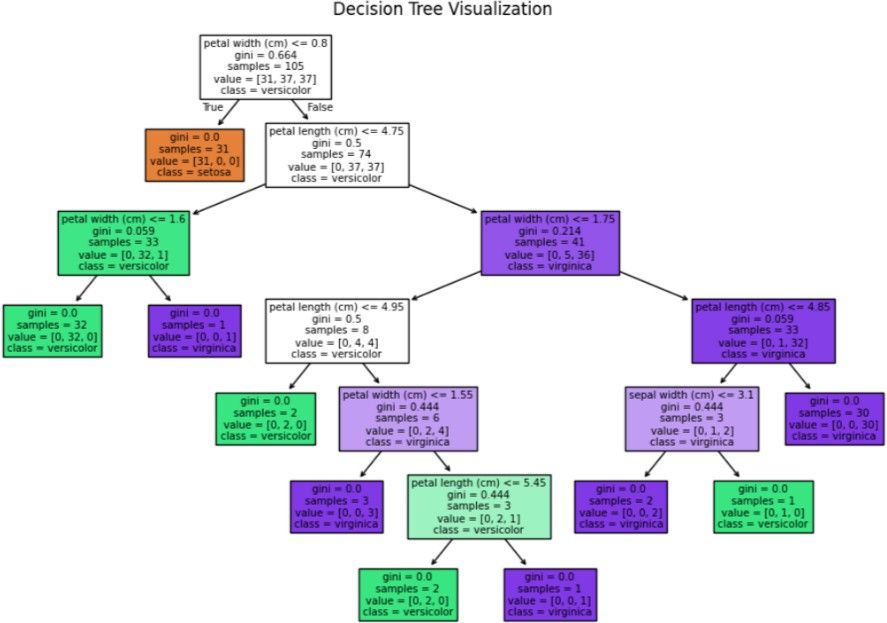 Decision Tree Visualization
petal width (cm) <= 0.8
gini = 0.664
samples = 105
value = [31, 37, 37]
class = versicolor
True
False
gini = 0.0
samples = 31
value = [31, 0, 0]
class = setosa
petal length (cm) <= 4.75
gini = 0.5
samples = 74
value = [0, 37, 37]
class = versicolor
petal width (cm) <= 1.6
gini = 0.059
samples = 33
value = [0, 32, 1]
class = versicolor
petal width (cm) <= 1.75
gini = 0.214
samples = 41
value = [0, 5, 36]
class = virginica
gini = 0.0
samples = 32
value = [0, 32, 0]
class = versicolor
gini = 0.0
samples = 1
value = [0, 0, 1]
class = virginica
petal length (cm) <= 4.95
gini = 0.5
samples = 8
value = [0, 4, 4]
class = versicolor
petal length (cm) <= 4.85
gini = 0.059
samples = 33
value = [0, 1, 32]
class = virginica
gini = 0.0
samples = 2
value = [0, 2, 0]
class = versicolor
petal width (cm) <= 1.55
gini = 0.444
samples = 6
value = [0, 2, 4]
class = virginica
sepal width (cm) <= 3.1
gini = 0.444
samples = 3
value = [0, 1, 2]
class = virginica
gini = 0.0
samples = 30
value = [0, 0, 30]
class = virginica
gini = 0.0
samples = 3
value = [0, 0, 3]
class = virginica
petal length (cm) <= 5.45
gini = 0.444
samples = 3
value = [0, 2, 1]
class = versicolor
gini = 0.0
samples = 2
value = [0, 0, 2]
class = virginica
gini = 0.0
samples = 1
value = [0, 1, 0]
class = versicolor
gini = 0.0
samples = 2
value = [0, 2, 0]
class = versicolor
gini = 0.0
samples = 1
value = [0, 0, 1]
class = virginica